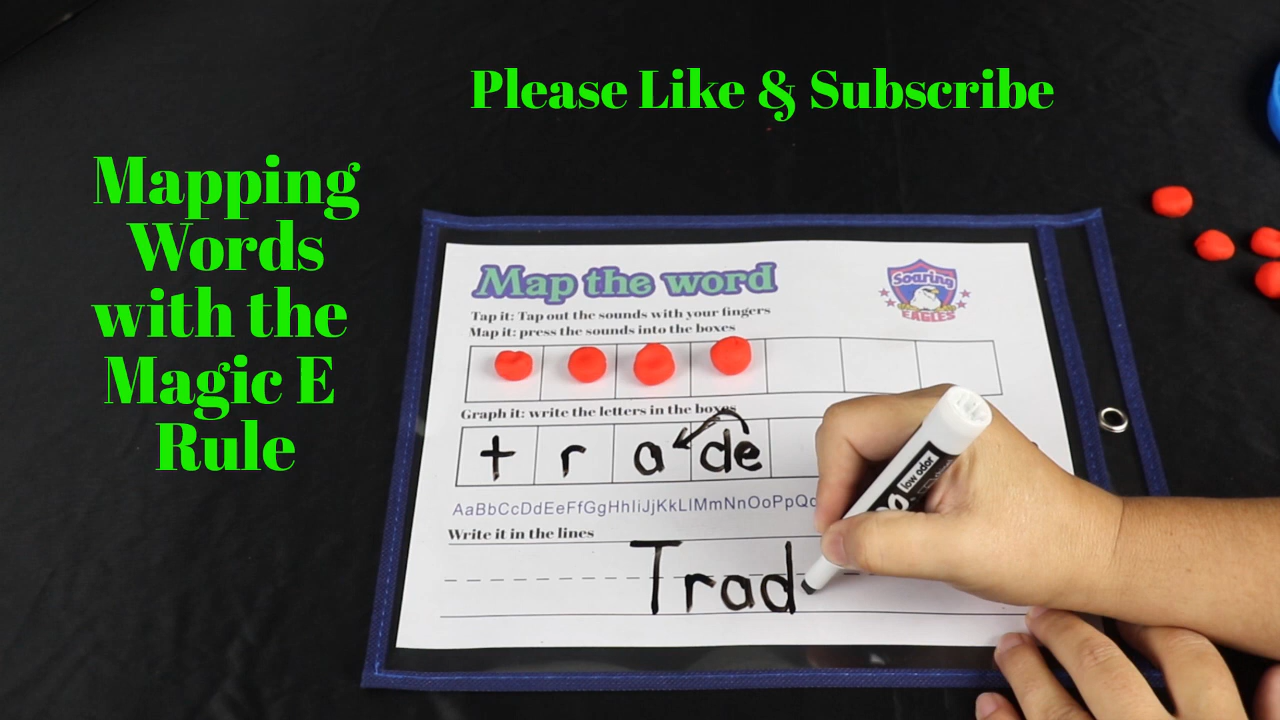 Please Like & Subscribe
Mapping
Words
with the
Magic E
Rule
Map the word
Soaring
EAGLES
Tap it: Tap out the sounds with your fingers
Map it: press the sounds into the boxes
Graph it: write the letters in the boxes
t r a de
AaBbCcDdEeFfGgHhIiJjKkLlMmNnOoPpQq
Write it in the lines
Trad
low odor